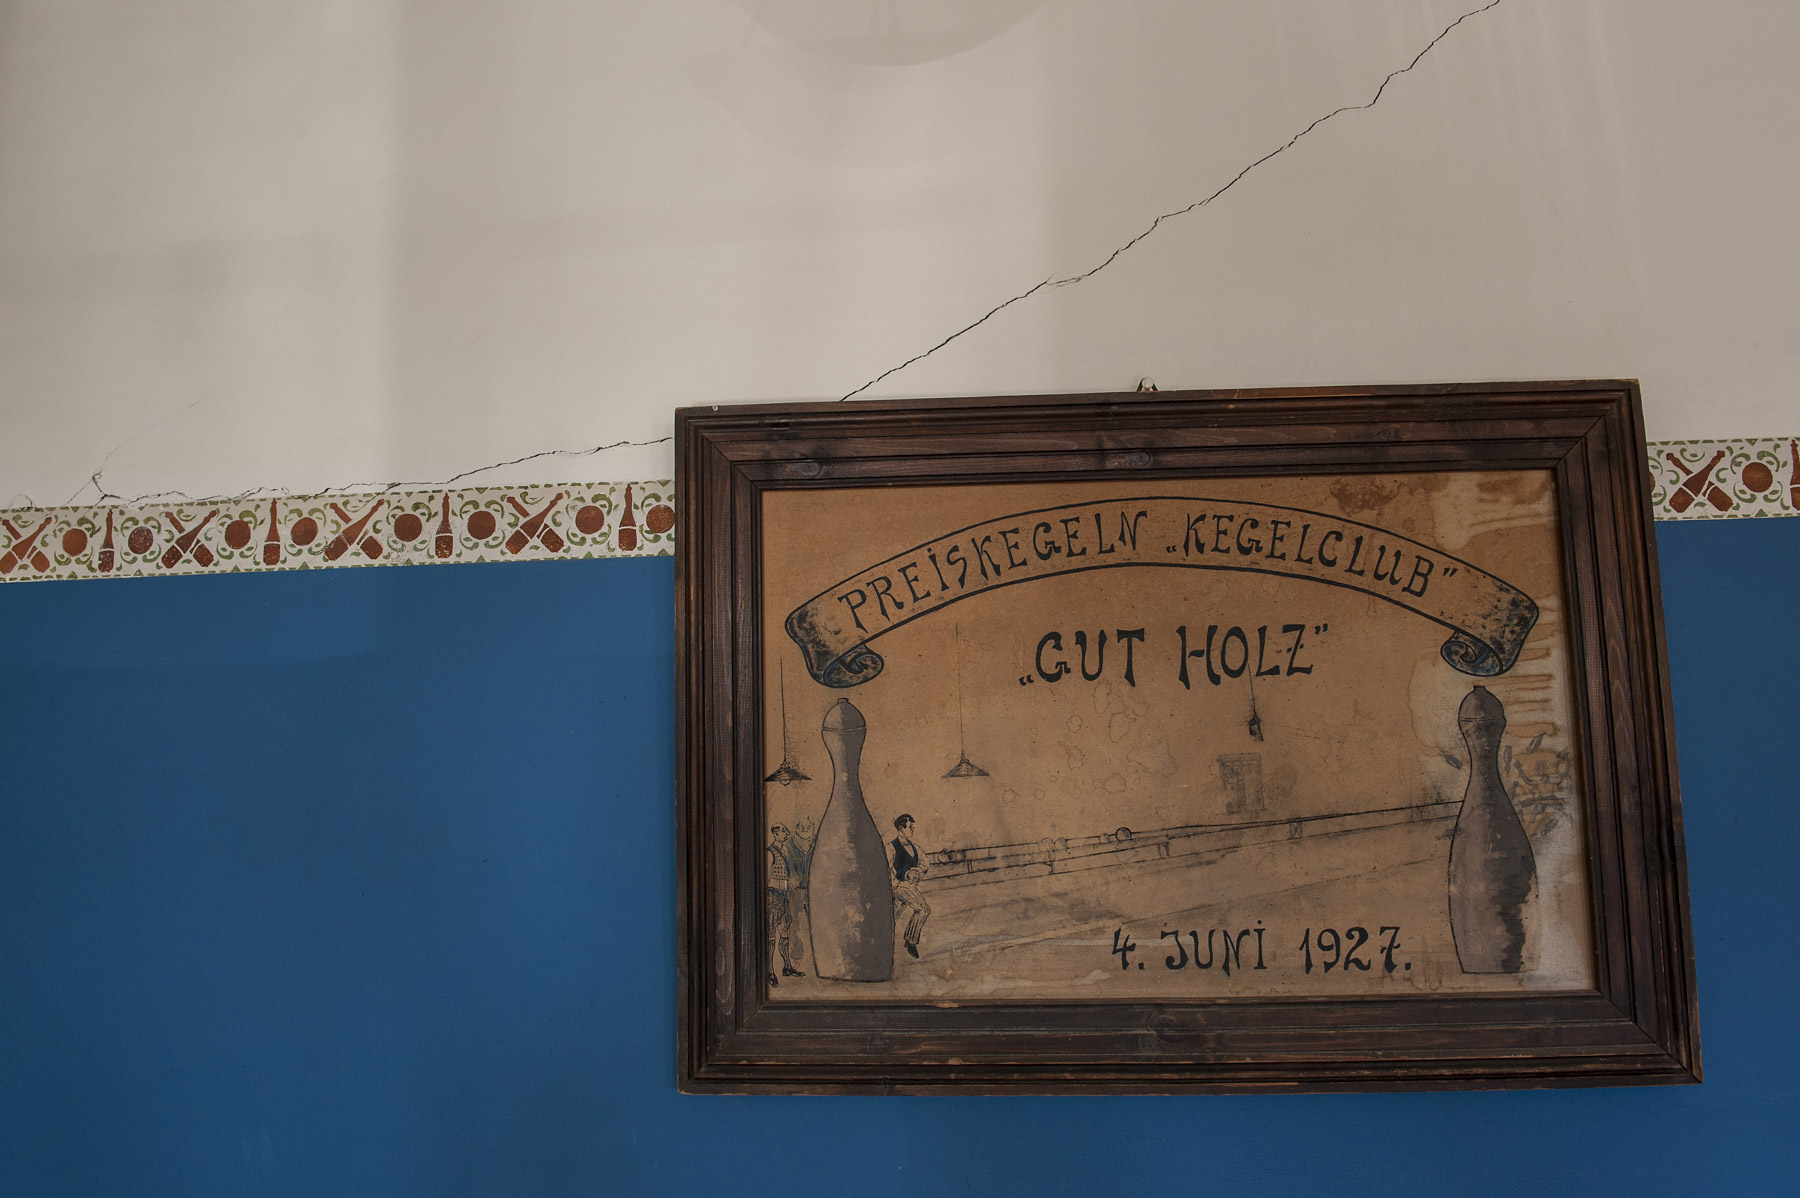 PREISKEGELN „KEGELCLUB”
„GUT HOLZ”
4. JUNI 1927.